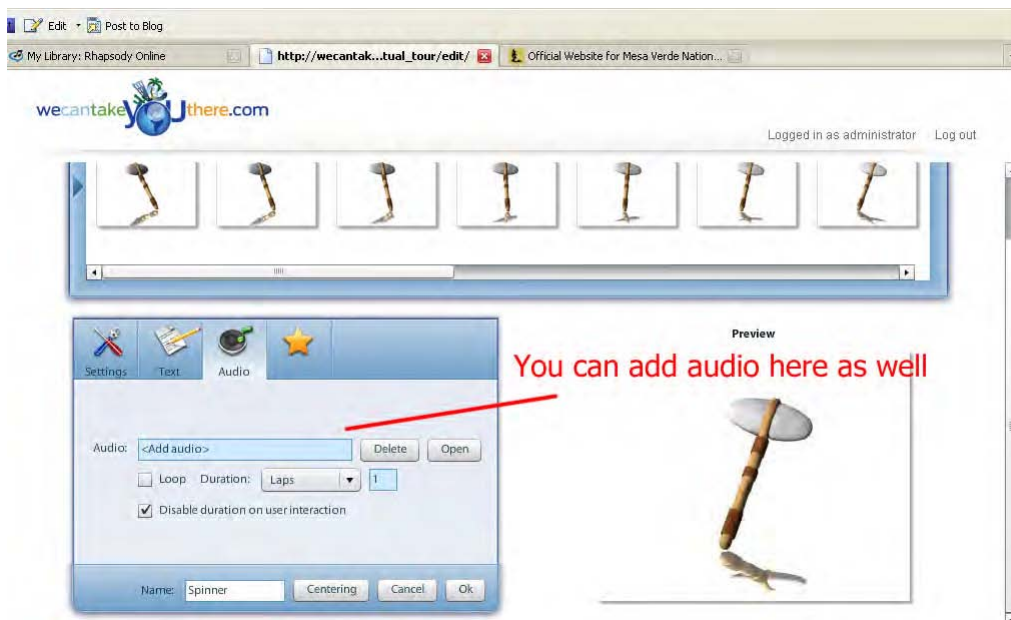 Edit Post to Blog
My Library: Rhapsody Online http://wecantak...tual_tour/edit/ Official Website for Mesa Verde Nation...
wecantakeyouthere.com
Logged in as administrator Log out
Preview
You can add audio here as well
Settings Text Audio
Audio: <Add audio> Delete Open
Loop Duration: Laps 1
Disable duration on user interaction
Name: Spinner Centering Cancel Ok